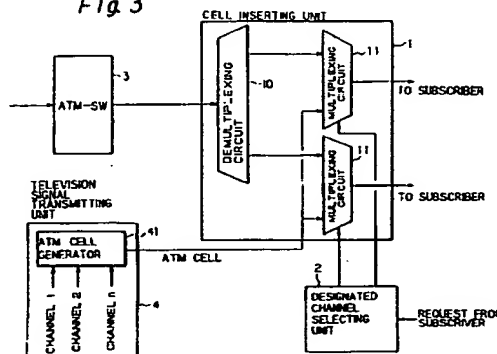 Fig. 3
CELL INSERTING UNIT
3
ATM-SW
10
DEMULTIPLEXING
CIRCUIT
11
MULTIPLEXING
CIRCUIT
1
TO SUBSCRIBER
11
MULTIPLEXING
CIRCUIT
TO SUBSCRIBER
TELEVISION
SIGNAL
TRANSMITTING
UNIT
ATM CELL
GENERATOR
41
ATM CELL
CHANNEL 1
CHANNEL 2
CHANNEL n
4
2
DESIGNATED
CHANNEL
SELECTING
UNIT
REQUEST FROM
SUBSCRIVER